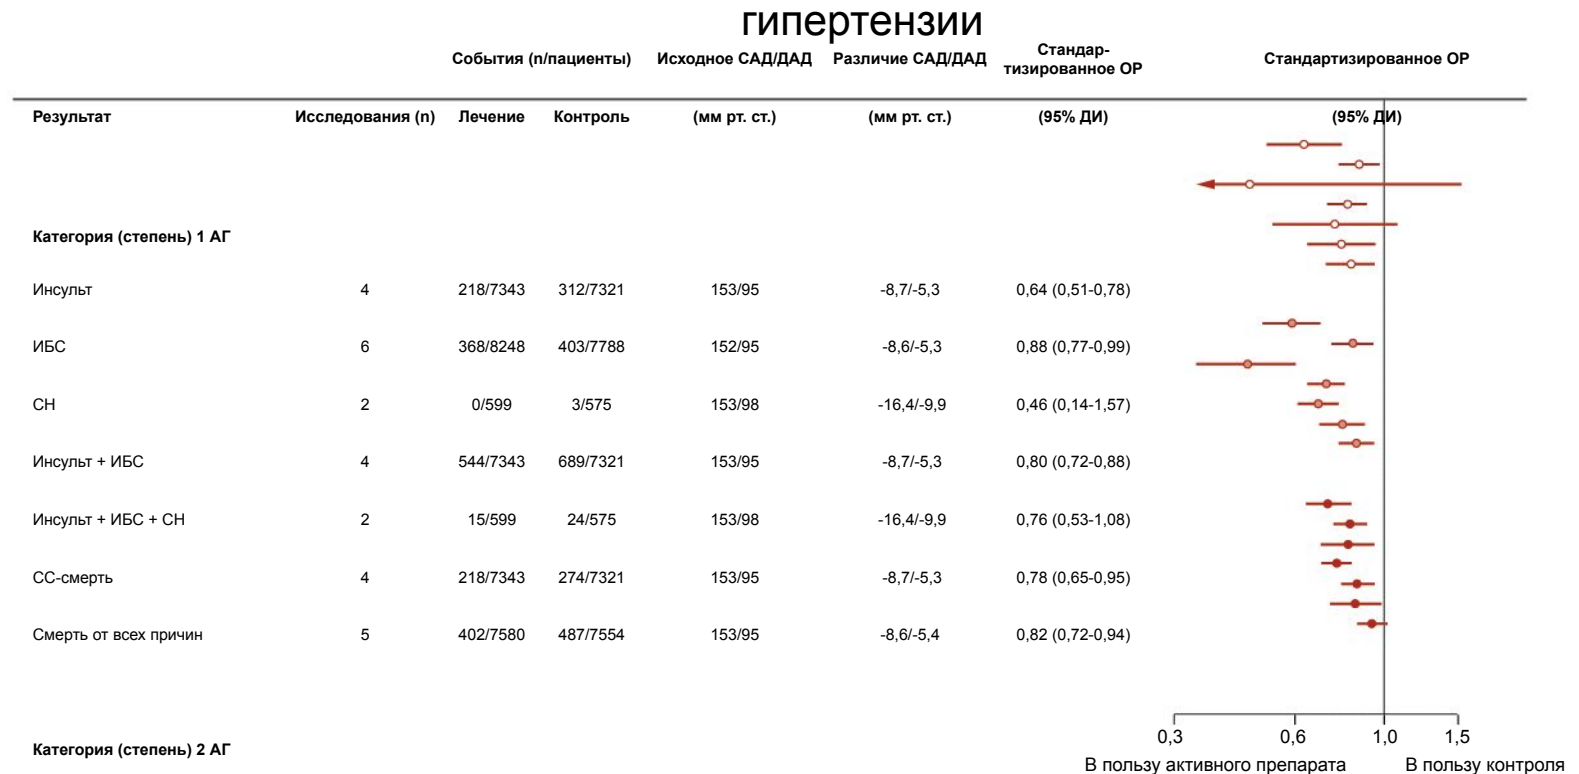 гипертензии
События (n/пациенты) Исходное САД/ДАД Различие САД/ДАД Стандар-
тизированное ОР Стандартизированное ОР
Результат Исследования (n) Лечение Контроль (мм рт. ст.) (мм рт. ст.) (95% ДИ) (95% ДИ)
Категория (степень) 1 АГ
Инсульт 4 218/7343 312/7321 153/95 -8,7/-5,3 0,64 (0,51-0,78)
ИБС 6 368/8248 403/7788 152/95 -8,6/-5,3 0,88 (0,77-0,99)
СН 2 0/599 3/575 153/98 -16,4/-9,9 0,46 (0,14-1,57)
Инсульт + ИБС 4 544/7343 689/7321 153/95 -8,7/-5,3 0,80 (0,72-0,88)
Инсульт + ИБС + СН 2 15/599 24/575 153/98 -16,4/-9,9 0,76 (0,53-1,08)
СС-смерть 4 218/7343 274/7321 153/95 -8,7/-5,3 0,78 (0,65-0,95)
Смерть от всех причин 5 402/7580 487/7554 153/95 -8,6/-5,4 0,82 (0,72-0,94)
0,3 0,6 1,0 1,5
Категория (степень) 2 АГ
В пользу активного препарата В пользу контроля